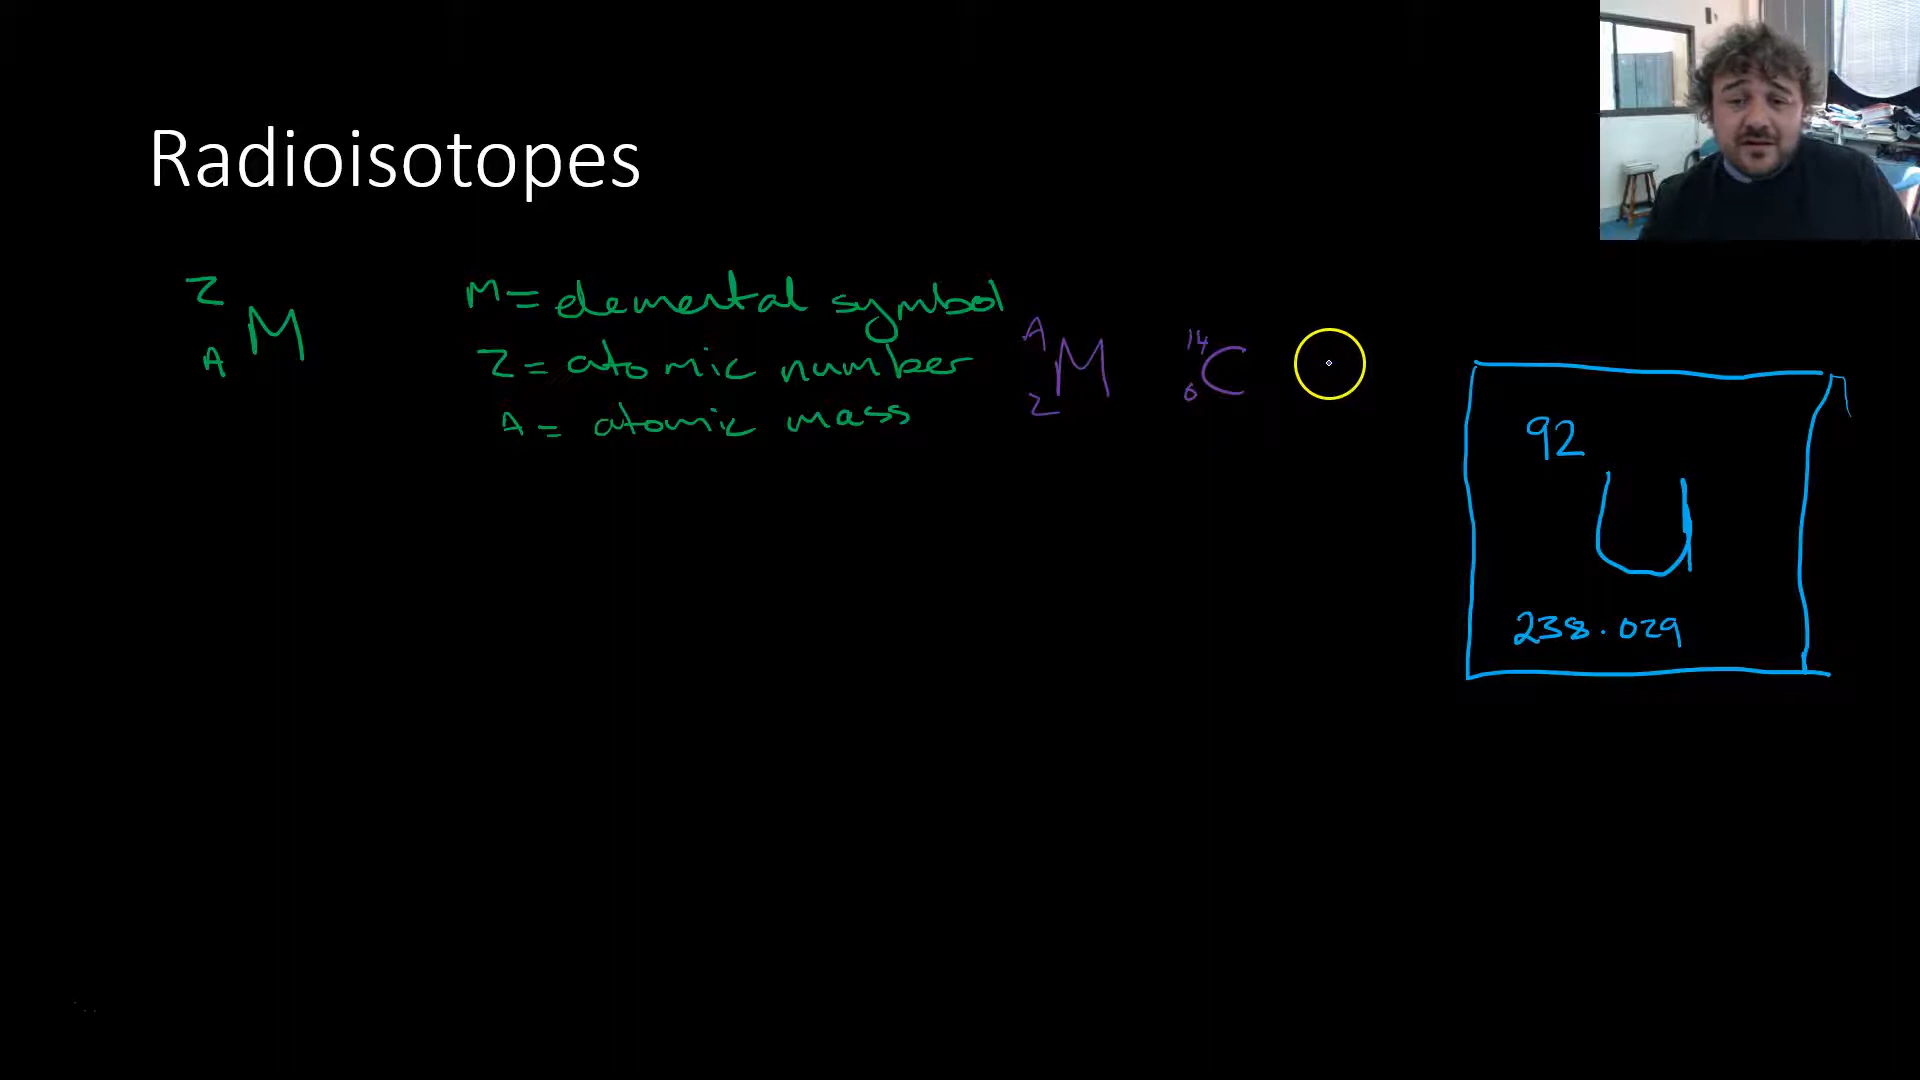 Radioisotopes
Z
A M
M = elemental symbol
Z = atomic number
A = atomic mass
A
Z M
14
6 C
92
U
238.029